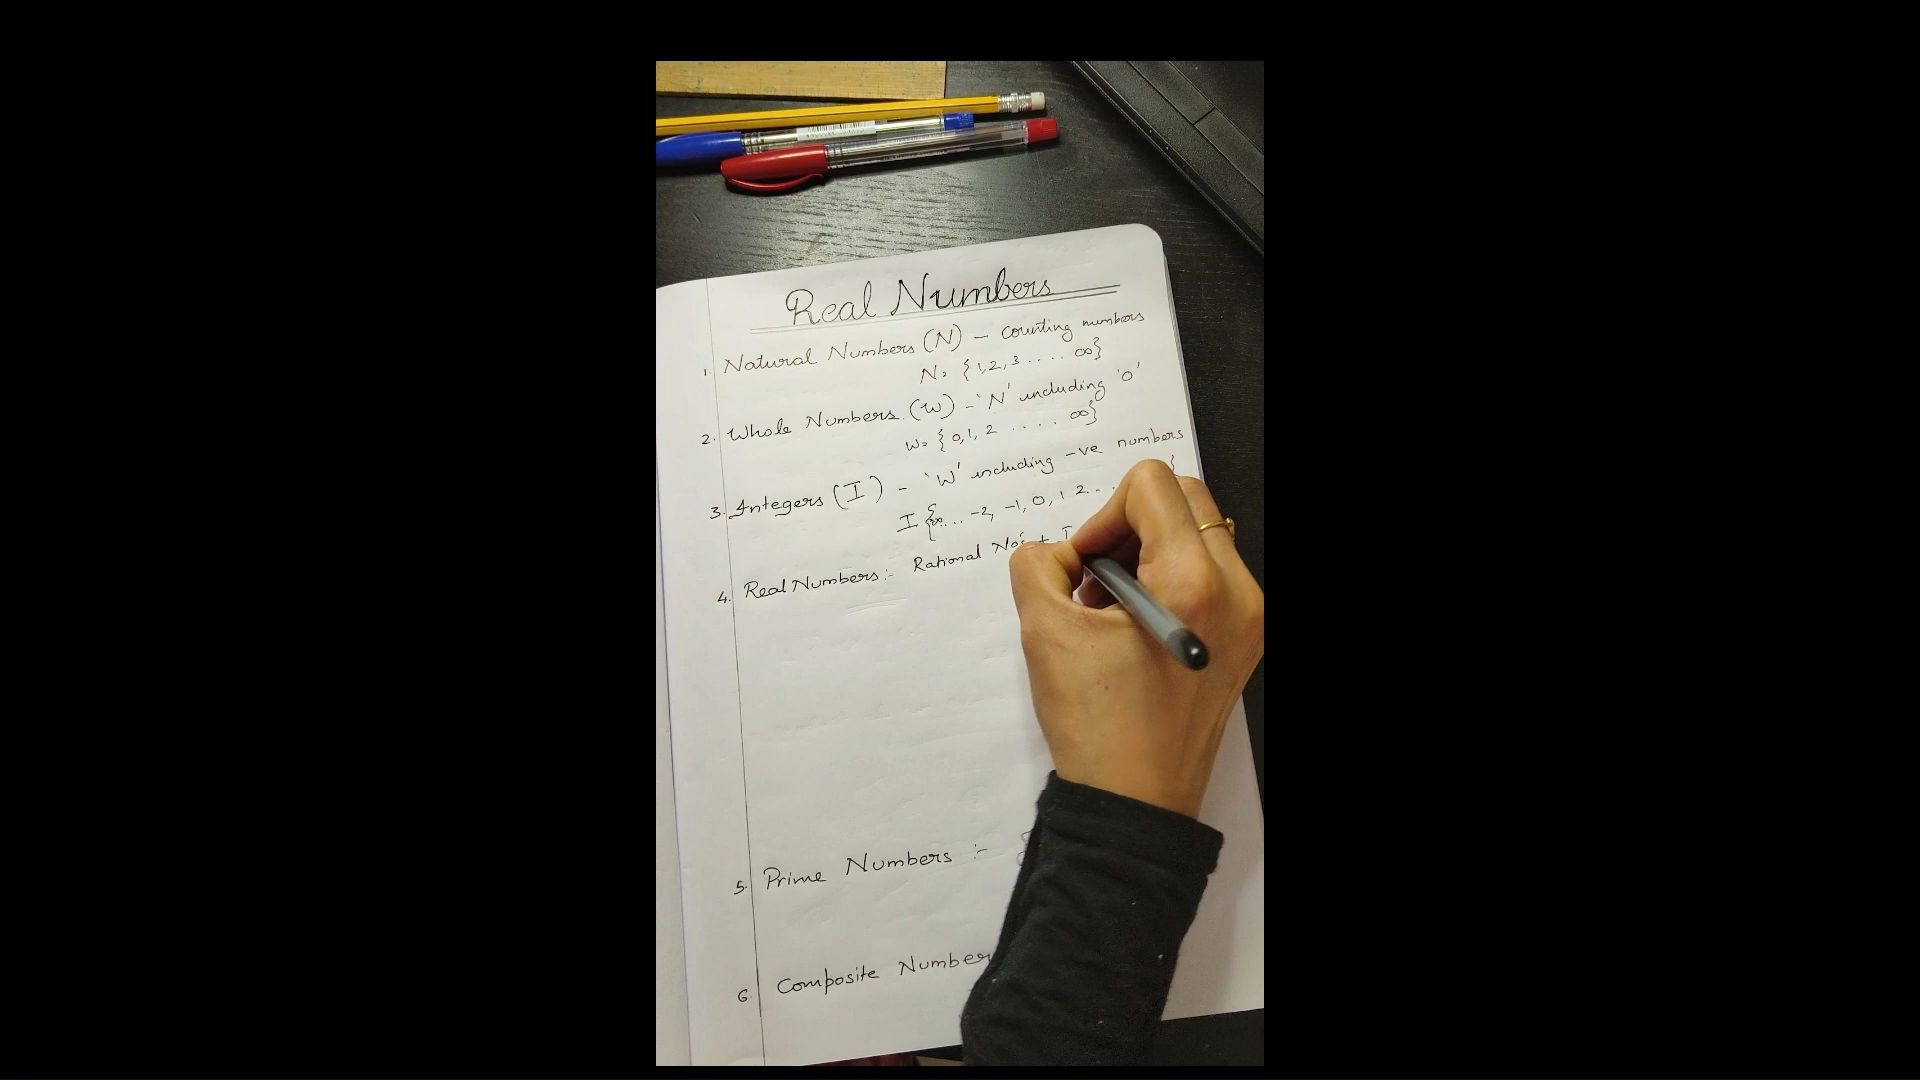 Real Numbers
1. Natural Numbers (N) – Counting numbers
N= {1,2,3.... ∞}
2. Whole Numbers. (W) – 'N' including '0'
W= {0,1,2 .... ∞}
3. Integers (I) – 'W' including -ve numbers
I {∞... -2, -1, 0, 1 2... }
4. Real Numbers:- Rational No's + I
5. Prime Numbers :- {
6. Composite Number